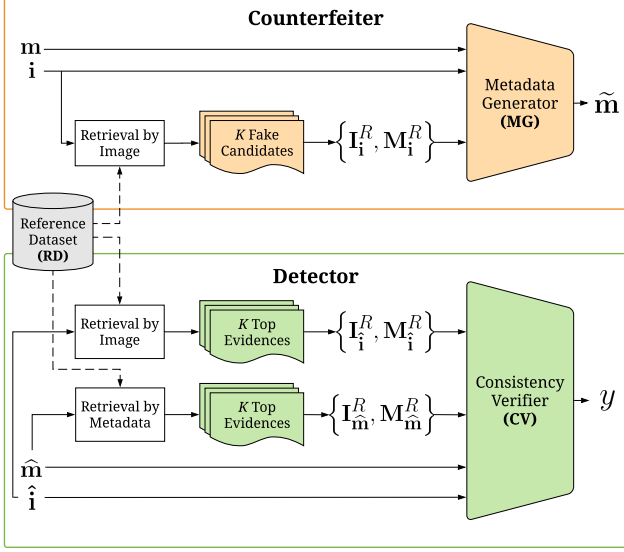 Counterfeiter
m
i
Retrieval by
Image
K Fake
Candidates
{I_i^R, M_i^R}
Metadata
Generator
(MG)
m̃
Reference
Dataset
(RD)
Detector
Retrieval by
Image
K Top
Evidences
{I_î^R, M_î^R}
Retrieval by
Metadata
K Top
Evidences
{I_m̂^R, M_m̂^R}
Consistency
Verifier
(CV)
y
m̂
î